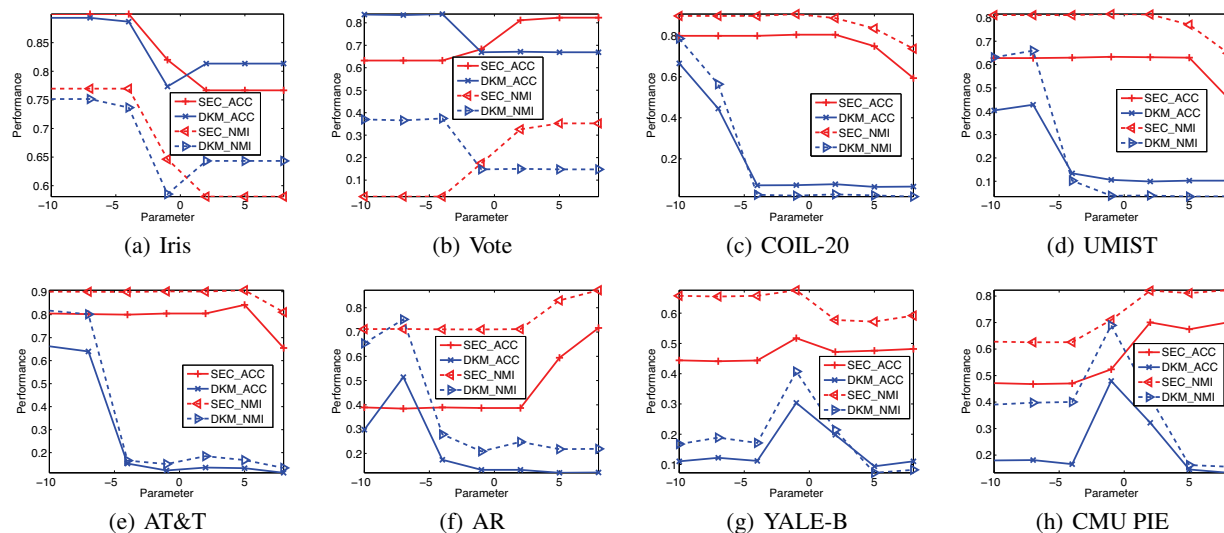 0.85
0.8
0.75
0.65
0.6
Performance
−10
−5
0
5
Parameter
SEC_ACC
DKM_ACC
SEC_NMI
DKM_NMI
(a) Iris
0.8
0.7
0.6
0.5
0.4
0.3
0.2
0.1
Performance
−10
−5
0
5
Parameter
SEC_ACC
DKM_ACC
SEC_NMI
DKM_NMI
(b) Vote
0.8
0.6
0.4
0.2
Performance
−10
−5
0
5
Parameter
SEC_ACC
DKM_ACC
SEC_NMI
DKM_NMI
(c) COIL-20
0.8
0.7
0.6
0.5
0.4
0.3
0.2
0.1
Performance
−10
−5
0
5
Parameter
SEC_ACC
DKM_ACC
SEC_NMI
DKM_NMI
(d) UMIST
0.9
0.8
0.7
0.6
0.5
0.4
0.2
Performance
−10
−5
0
5
Parameter
SEC_ACC
DKM_ACC
SEC_NMI
DKM_NMI
(e) AT&T
0.8
0.7
0.6
0.5
0.4
0.3
0.2
Performance
−10
−5
0
5
Parameter
SEC_ACC
DKM_ACC
SEC_NMI
DKM_NMI
(f) AR
0.6
0.5
0.4
0.2
0.1
Performance
−10
−5
0
5
Parameter
SEC_ACC
DKM_ACC
SEC_NMI
DKM_NMI
(g) YALE-B
0.8
0.7
0.6
0.5
0.4
0.3
0.2
Performance
−10
−5
0
5
Parameter
SEC_ACC
DKM_ACC
SEC_NMI
DKM_NMI
(h) CMU PIE